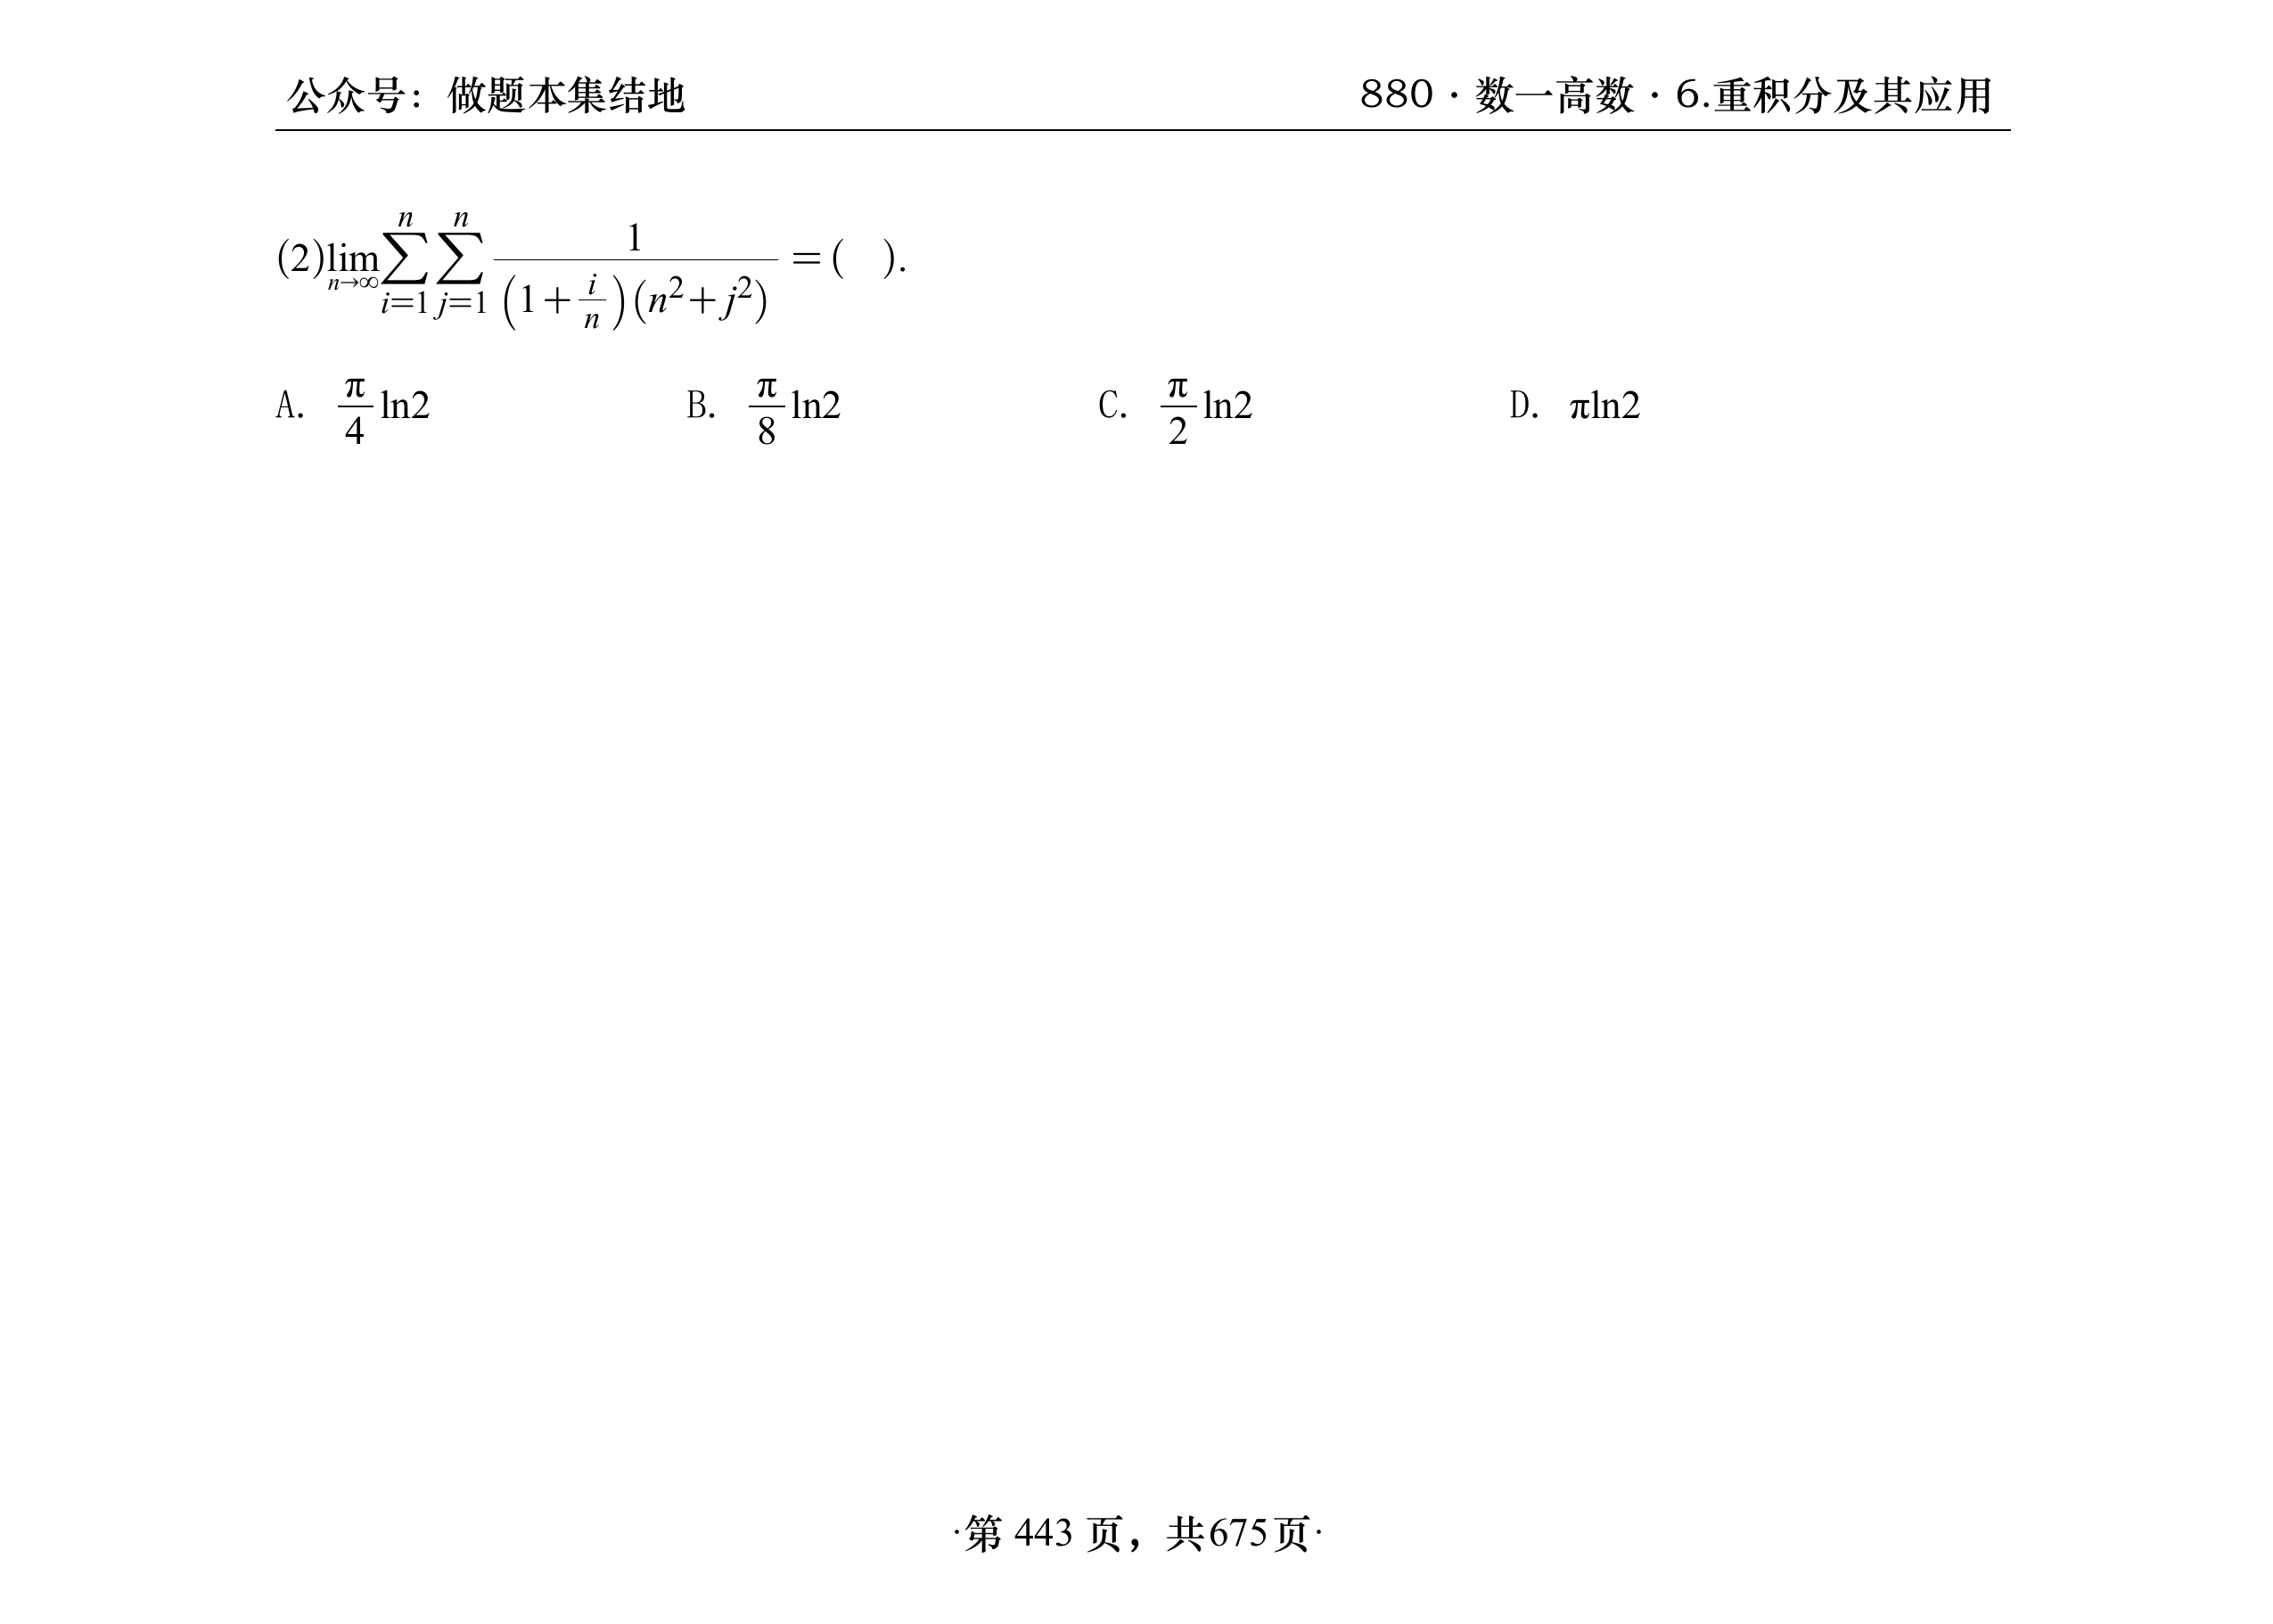 公众号：做题本集结地
880·数一高数·6.重积分及其应用
(2) $\lim\limits_{n\to\infty}\sum\limits_{i=1}^{n}\sum\limits_{j=1}^{n}\frac{1}{\left(1+\frac{i}{n}\right)(n^2+j^2)}=(\quad).$
A. $\frac{\pi}{4}\ln2$ B. $\frac{\pi}{8}\ln2$ C. $\frac{\pi}{2}\ln2$ D. $\pi\ln2$
·第 443 页，共675页·